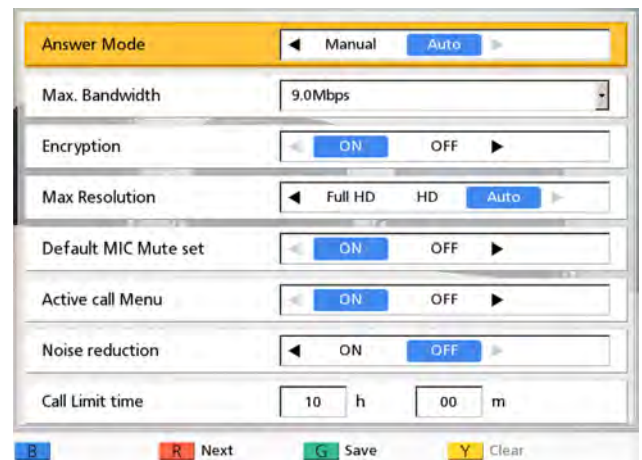 Answer Mode ◀ Manual Auto ▶
Max. Bandwidth 9.0Mbps
Encryption ◀ ON OFF ▶
Max Resolution ◀ Full HD HD Auto ▶
Default MIC Mute set ◀ ON OFF ▶
Active call Menu ◀ ON OFF ▶
Noise reduction ◀ ON OFF ▶
Call Limit time 10 h 00 m
B R Next G Save Y Clear